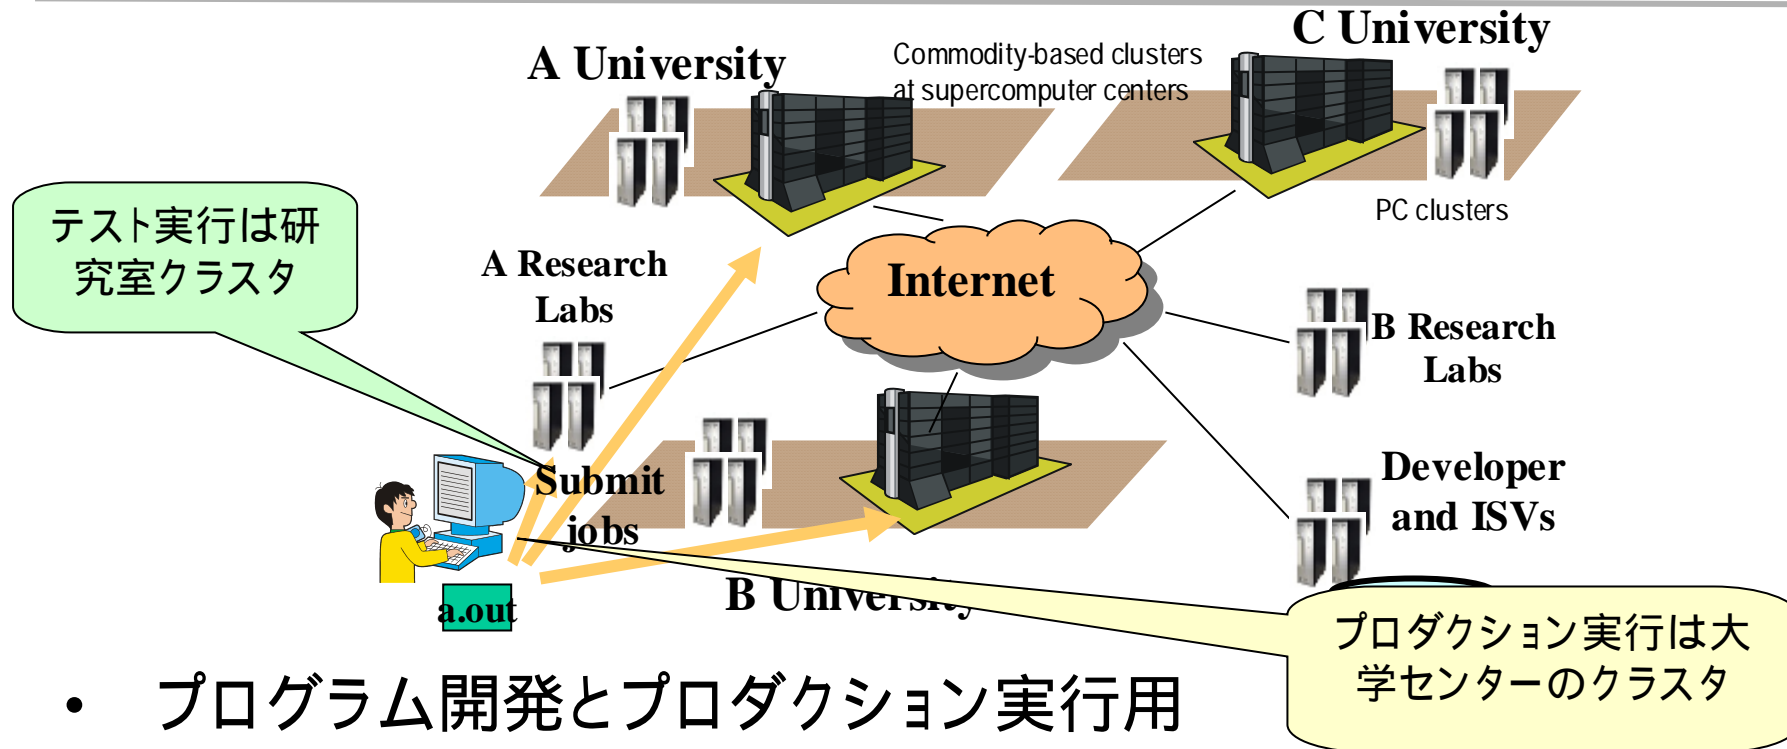 C University
A University
Commodity-based clusters
at supercomputer centers
PC clusters
テスト実行は研
究室クラスタ
A Research
Labs
Internet
B Research
Labs
Submit
jobs
Developer
and ISVs
a.out
B University
プロダクション実行は大
学センターのクラスタ
• プログラム開発とプロダクション実行用